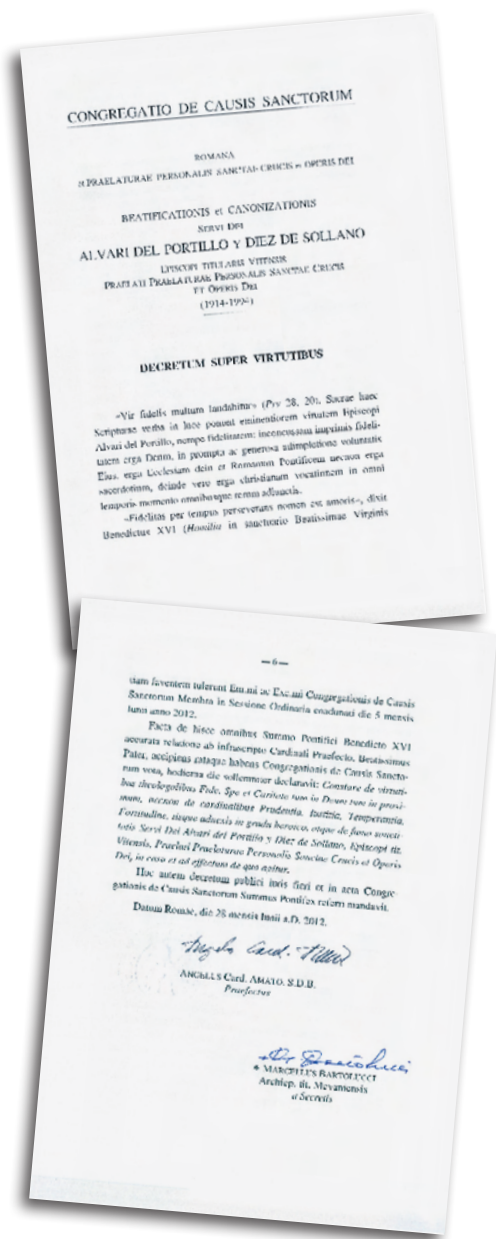 CONGREGATIO DE CAUSIS SANCTORUM
ROMANA
et PRAELATURAE PERSONALIS SANCTAE CRUCIS et OPERIS DEI
BEATIFICATIONIS et CANONIZATIONIS
SERVI DEI
ALVARI DEL PORTILLO Y DIEZ DE SOLLANO
EPISCOPI TITULARIS VITENSIS
PRAELATI PRAELATURAE PERSONALIS SANCTAE CRUCIS
ET OPERIS DEI
(1914-1994)
DECRETUM SUPER VIRTUTIBUS
«Vir fidelis multum laudabitur» (Prv 28, 20). Sacrae haec
Scripturae verba in luce ponunt eminentiorem virtutem Episcopi
Alvari del Portillo, nempe fidelitatem: inconcussam imprimis fideli-
tatem erga Deum, in prompta ac generosa adimpletione voluntatis
Eius, erga Ecclesiam dein et Romanum Pontificem necnon erga
sacerdotium, deinde vero erga christianam vocationem in omni
temporis momento omnibusque rerum adiunctis.
«Fidelitas per tempus perseverans nomen est amoris», dixit
Benedictus XVI (Homilia in sanctuario Beatissimae Virginis
— 6 —
tiam faventem tulerunt Em.mi ac Exc.mi Congregationis de Causis
Sanctorum Membra in Sessione Ordinaria coadunati die 5 mensis
Iunii anno 2012.
Facta de hisce omnibus Summo Pontifici Benedicto XVI
accurata relatione ab infrascripto Cardinali Praefecto, Beatissimus
Pater, accipiens rataque habens Congregationis de Causis Sancto-
rum vota, hodierna die sollemniter declaravit: Constare de virtuti-
bus theologalibus Fide, Spe et Caritate tum in Deum tum in proxi-
mum, necnon de cardinalibus Prudentia, Iustitia, Temperantia,
Fortitudine, iisque adnexis in gradu heroico, atque de fama sancti-
tatis Servi Dei Alvari del Portillo y Diez de Sollano, Episcopi tit.
Vitensis, Praelati Praelaturae Personalis Sanctae Crucis et Operis
Dei, in casu et ad effectum de quo agitur.
Hoc autem decretum publici iuris fieri et in acta Congre-
gationis de Causis Sanctorum Summus Pontifex referri mandavit.
Datum Romae, die 28 mensis Iunii a.D. 2012.
Angelo Card. Amato
ANGELUS Card. AMATO, S.D.B.
Praefectus
+ MARCELLUS BARTOLUCCI
Archiep. tit. Mevaniensis
a Secretis